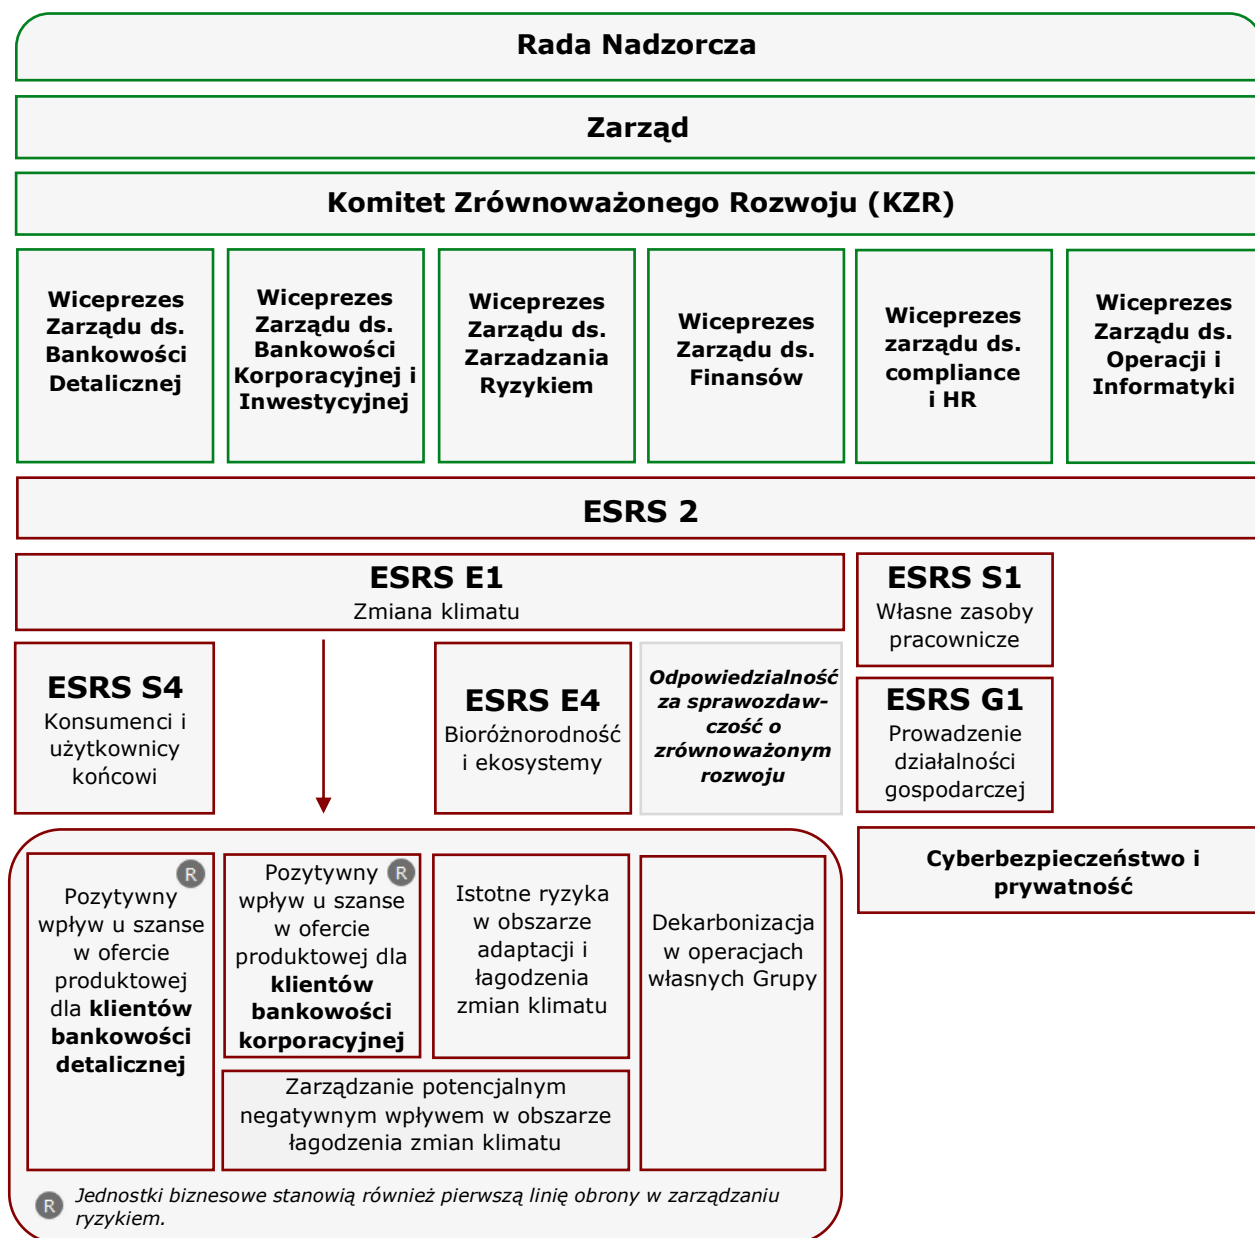 Rada Nadzorcza
Zarząd
Komitet Zrównoważonego Rozwoju (KZR)
Wiceprezes
Zarządu ds.
Bankowości
Detalicznej
Wiceprezes
Zarządu ds.
Bankowości
Korporacyjnej i
Inwestycyjnej
Wiceprezes
Zarządu ds.
Zarzadzania
Ryzykiem
Wiceprezes
Zarządu ds.
Finansów
Wiceprezes
zarządu ds.
compliance
i HR
Wiceprezes
Zarządu ds.
Operacji i
Informatyki
ESRS 2
ESRS E1
Zmiana klimatu
ESRS S1
Własne zasoby
pracownicze
ESRS S4
Konsumenci i
użytkownicy
końcowi
ESRS E4
Bioróżnorodność
i ekosystemy
Odpowiedzialność
za sprawozdaw-
czość o
zrównoważonym
rozwoju
ESRS G1
Prowadzenie
działalności
gospodarczej
Cyberbezpieczeństwo i
prywatność
R
Pozytywny
wpływ u szanse
w ofercie
produktowej
dla klientów
bankowości
detalicznej
Pozytywny R
wpływ u szanse
w ofercie
produktowej dla
klientów
bankowości
korporacyjnej
Istotne ryzyka
w obszarze
adaptacji i
łagodzenia
zmian klimatu
Dekarbonizacja
w operacjach
własnych Grupy
Zarządzanie potencjalnym
negatywnym wpływem w obszarze
łagodzenia zmian klimatu
R Jednostki biznesowe stanowią również pierwszą linię obrony w zarządzaniu
ryzykiem.